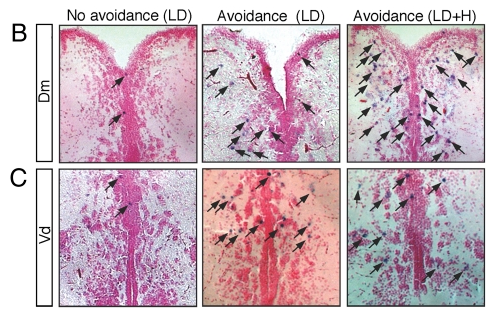 No avoidance (LD) Avoidance (LD) Avoidance (LD+H)
B
Dm
C
Vd